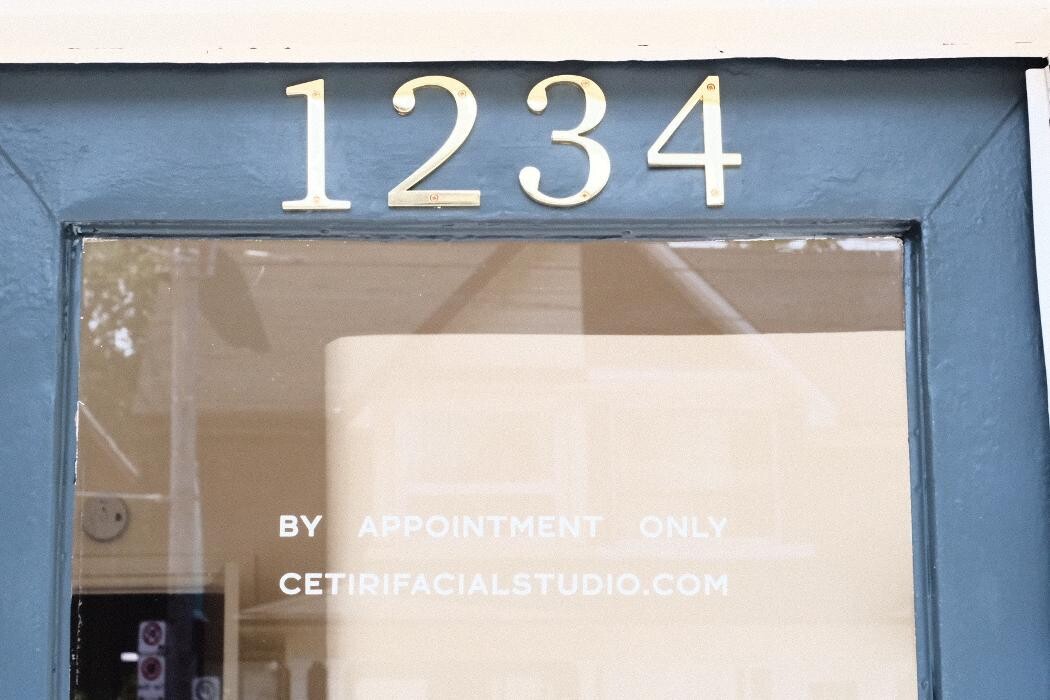 1234
BY APPOINTMENT ONLY
CETIRIFACIALSTUDIO.COM